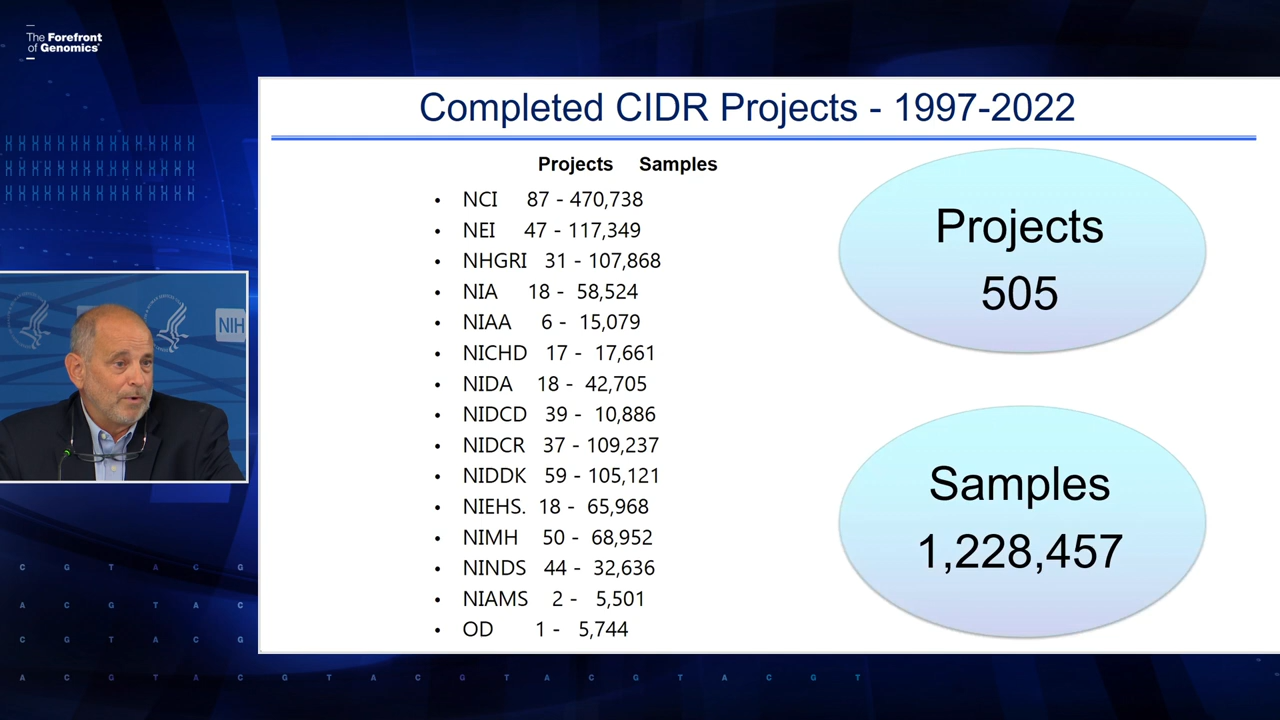 The Forefront
of Genomics
Completed CIDR Projects - 1997-2022
Projects Samples
• NCI 87 - 470,738
• NEI 47 - 117,349
• NHGRI 31 - 107,868
• NIA 18 - 58,524
• NIAA 6 - 15,079
• NICHD 17 - 17,661
• NIDA 18 - 42,705
• NIDCD 39 - 10,886
• NIDCR 37 - 109,237
• NIDDK 59 - 105,121
• NIEHS. 18 - 65,968
• NIMH 50 - 68,952
• NINDS 44 - 32,636
• NIAMS 2 - 5,501
• OD 1 - 5,744
Projects
505
Samples
1,228,457
NIH
C G T A C G
A C G T A C
C G T A C G
A C G T A C G T A C G T A C G T A C G T A C G T A C G T